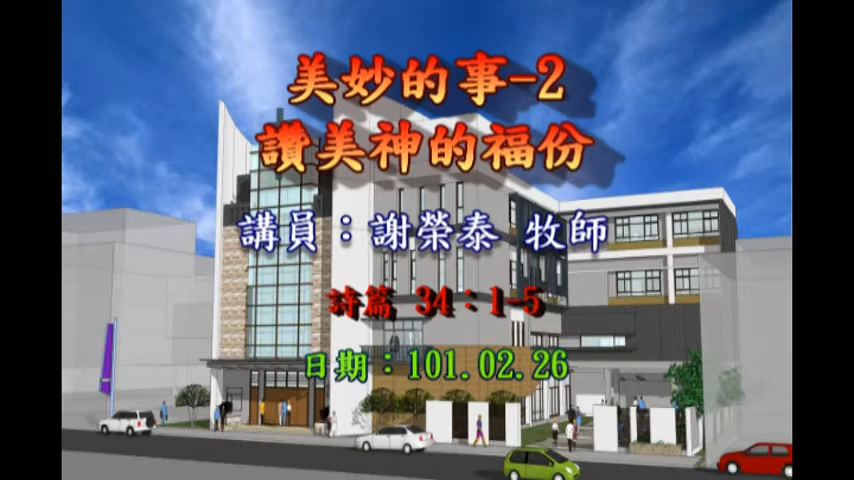 美妙的事-2
讚美神的福份
講員：謝榮泰 牧師
詩篇 34：1-5
日期：101.02.26